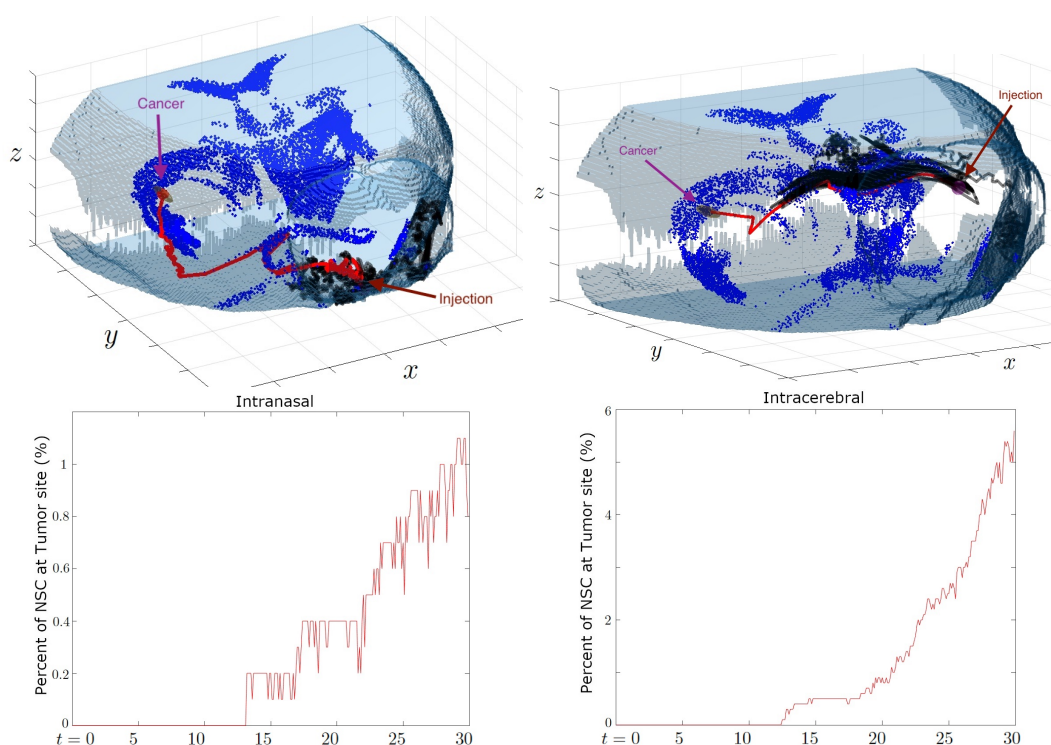 Cancer
z
y
x
Injection
Injection
Cancer
z
y
x
Intranasal
Percent of NSC at Tumor site (%)
1
0.8
0.6
0.4
0.2
0
t = 0 5 10 15 20 25 30
Intracerebral
Percent of NSC at Tumor site (%)
6
4
2
0
t = 0 5 10 15 20 25 30